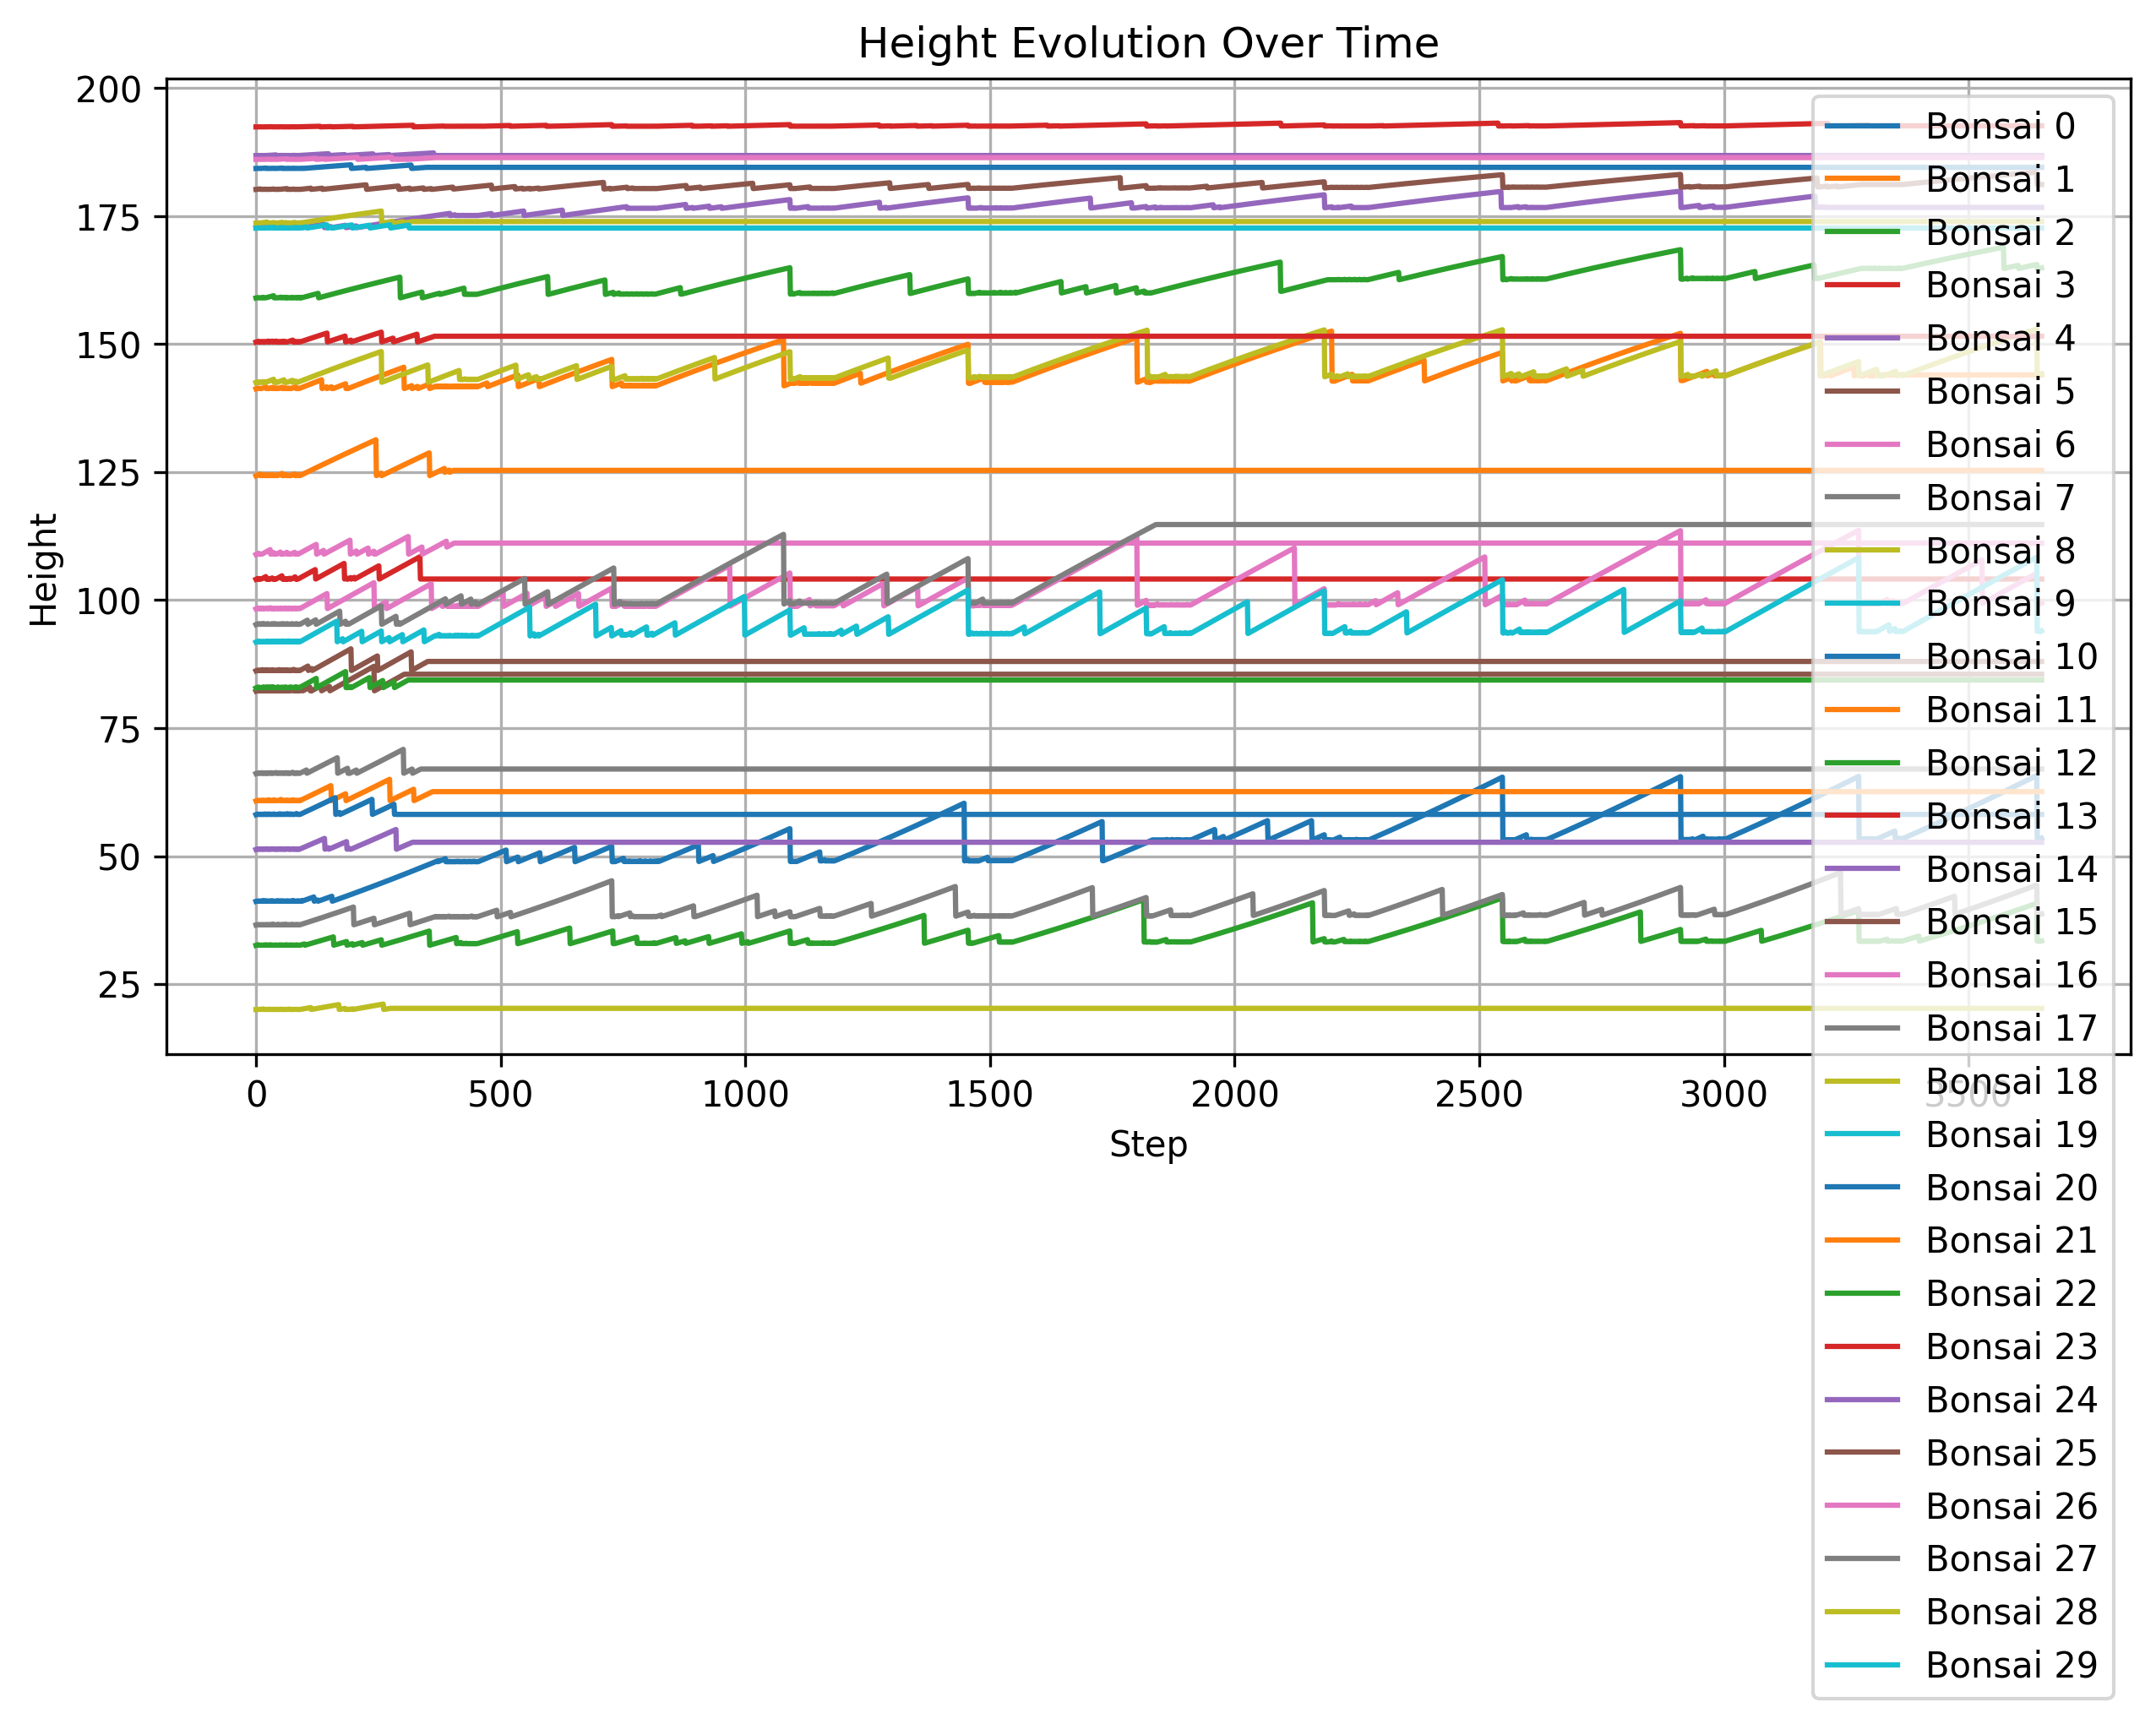 Height Evolution Over Time
Height
200
175
150
125
100
75
50
25
0
500
1000
1500
2000
2500
3000
3500
Step
Bonsai 0
Bonsai 1
Bonsai 2
Bonsai 3
Bonsai 4
Bonsai 5
Bonsai 6
Bonsai 7
Bonsai 8
Bonsai 9
Bonsai 10
Bonsai 11
Bonsai 12
Bonsai 13
Bonsai 14
Bonsai 15
Bonsai 16
Bonsai 17
Bonsai 18
Bonsai 19
Bonsai 20
Bonsai 21
Bonsai 22
Bonsai 23
Bonsai 24
Bonsai 25
Bonsai 26
Bonsai 27
Bonsai 28
Bonsai 29